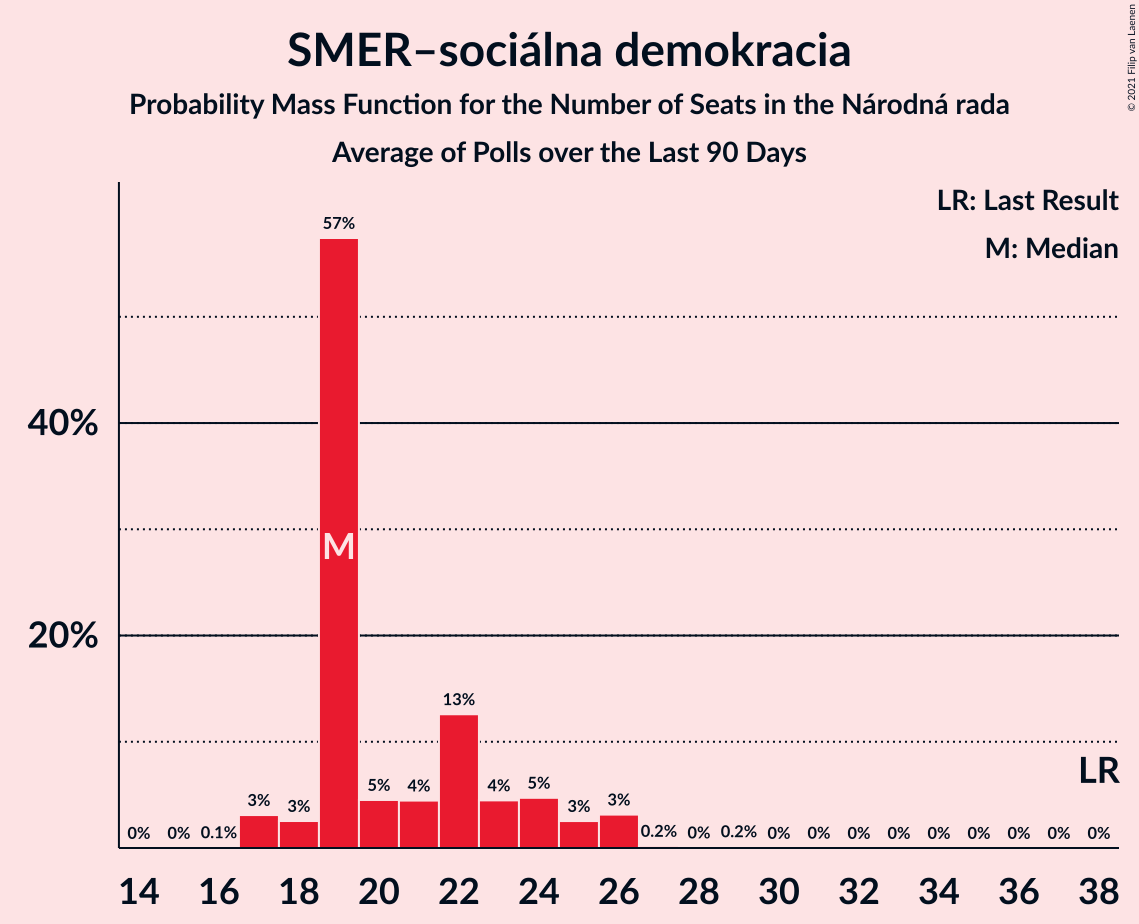 SMER–sociálna demokracia
Probability Mass Function for the Number of Seats in the Národná rada
Average of Polls over the Last 90 Days
© 2021 Filip van Laenen
LR: Last Result
M: Median
57%
40%
M
20%
13%
LR
0% 0% 0.1% 3% 3% 5% 4% 4% 5% 3% 3% 0.2% 0% 0.2% 0% 0% 0% 0% 0% 0% 0% 0% 0%
14 16 18 20 22 24 26 28 30 32 34 36 38